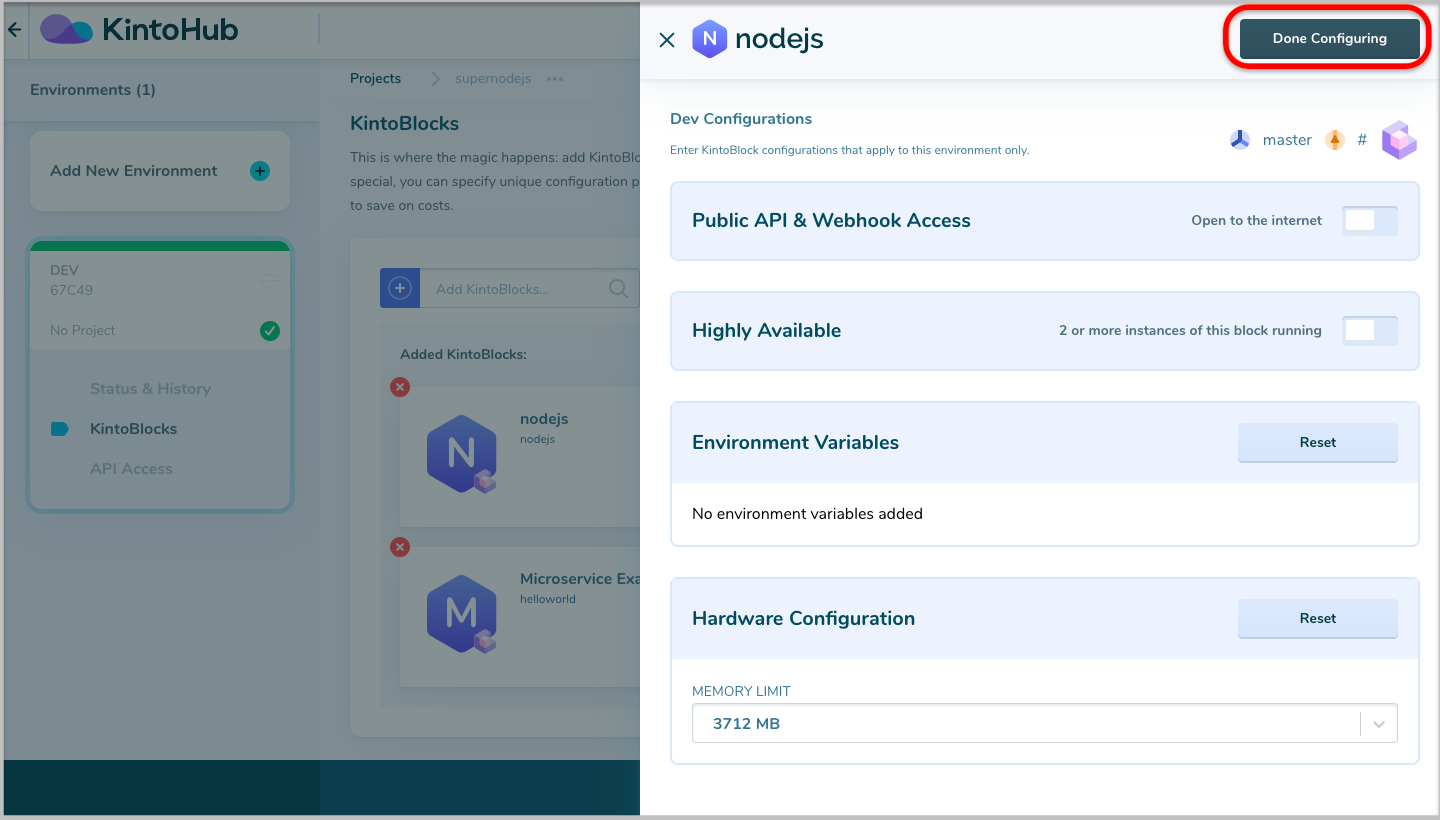 KintoHub
Environments (1)
Add New Environment
DEV
67C49
No Project
Status & History
KintoBlocks
API Access
Projects
supernodejs
KintoBlocks
This is where the magic happens: add KintoBlo
special, you can specify unique configuration p
to save on costs.
Add KintoBlocks...
Added KintoBlocks:
N
nodejs
nodejs
M
Microservice Exa
helloworld
N
nodejs
Done Configuring
Dev Configurations
Enter KintoBlock configurations that apply to this environment only.
master
#
Public API & Webhook Access
Open to the internet
Highly Available
2 or more instances of this block running
Environment Variables
Reset
No environment variables added
Hardware Configuration
Reset
MEMORY LIMIT
3712 MB